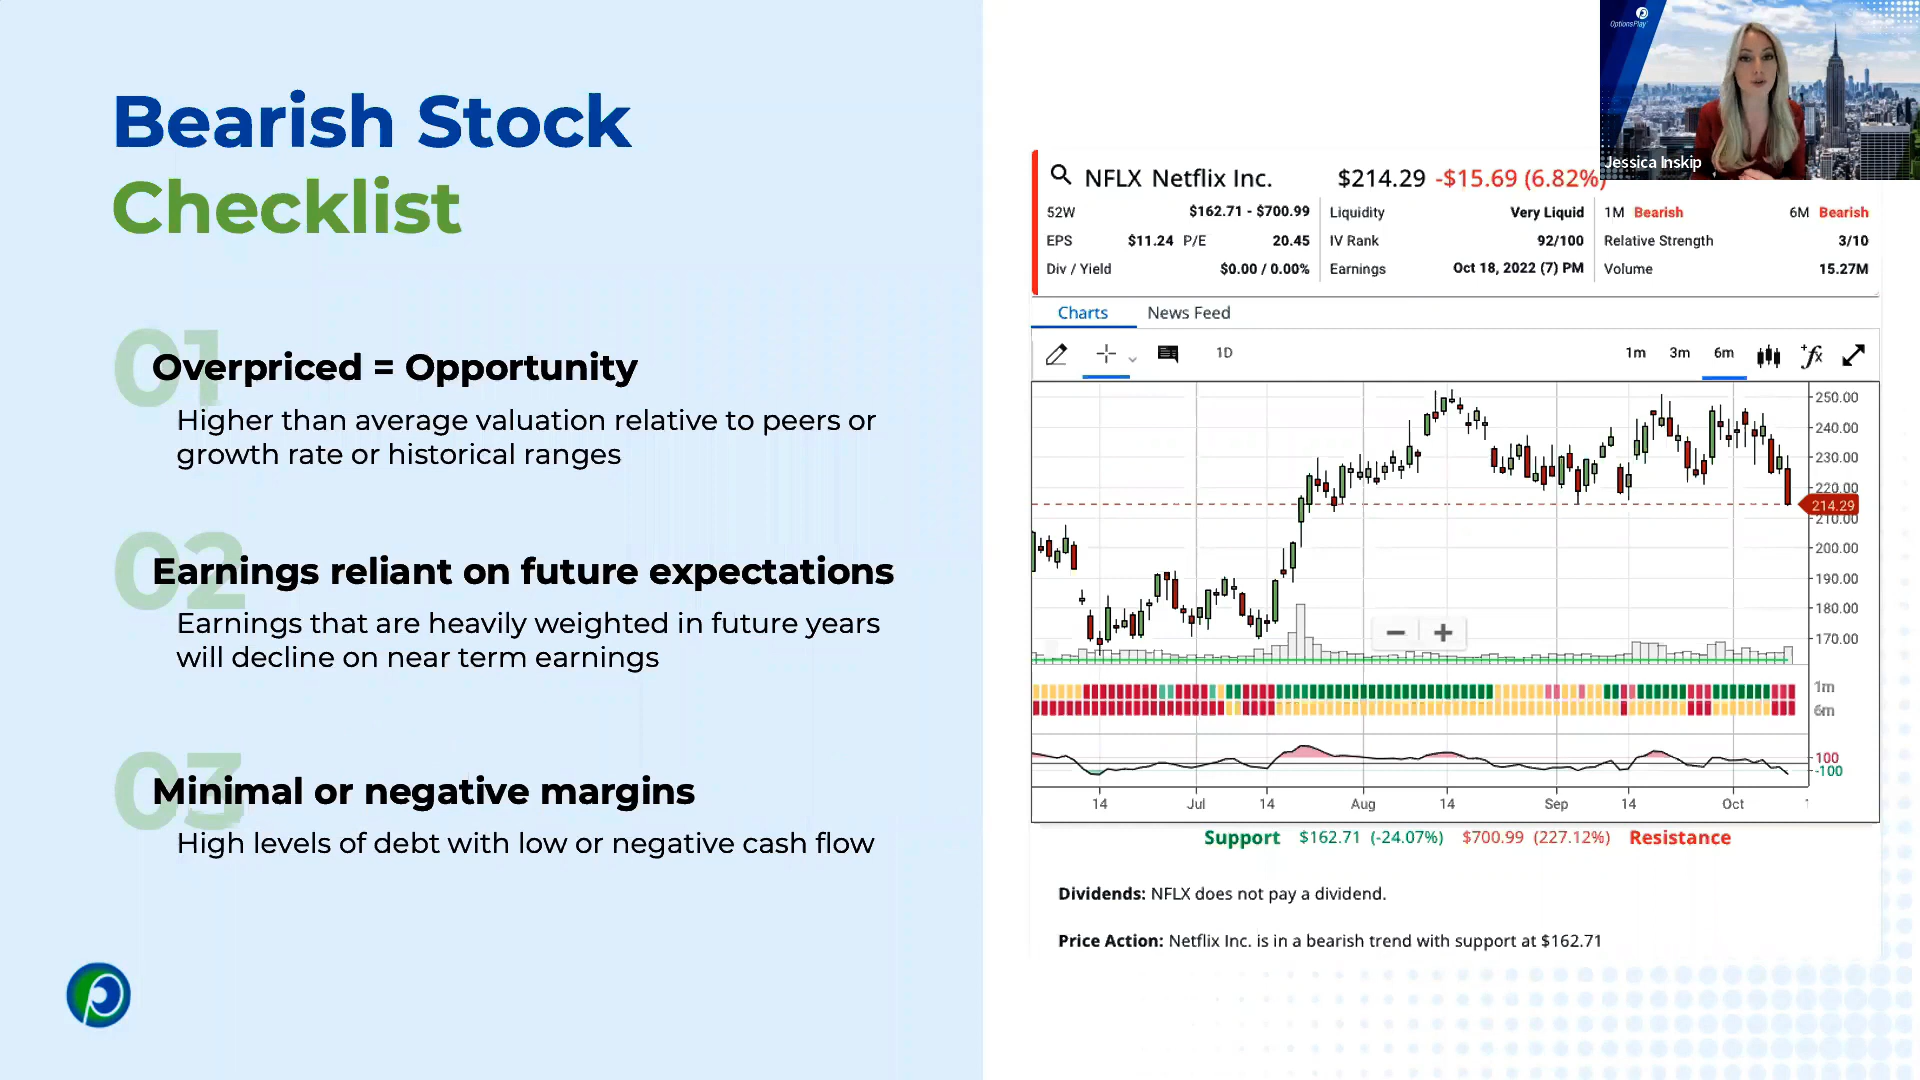 Bearish Stock
Checklist
01
Overpriced = Opportunity
Higher than average valuation relative to peers or
growth rate or historical ranges
02
Earnings reliant on future expectations
Earnings that are heavily weighted in future years
will decline on near term earnings
03
Minimal or negative margins
High levels of debt with low or negative cash flow
OptionsPlay
Jessica Inskip
NFLX Netflix Inc. $214.29 -$15.69 (6.82%)
52W $162.71 - $700.99 Liquidity Very Liquid 1M Bearish 6M Bearish
EPS $11.24 P/E 20.45 IV Rank 92/100 Relative Strength 3/10
Div / Yield $0.00 / 0.00% Earnings Oct 18, 2022 (7) PM Volume 15.27M
Charts News Feed
1D 1m 3m 6m
250.00
240.00
230.00
220.00
214.29
210.00
200.00
190.00
180.00
170.00
1m
6m
100
-100
14 Jul 14 Aug 14 Sep 14 Oct 1
Support $162.71 (-24.07%) $700.99 (227.12%) Resistance
Dividends: NFLX does not pay a dividend.
Price Action: Netflix Inc. is in a bearish trend with support at $162.71